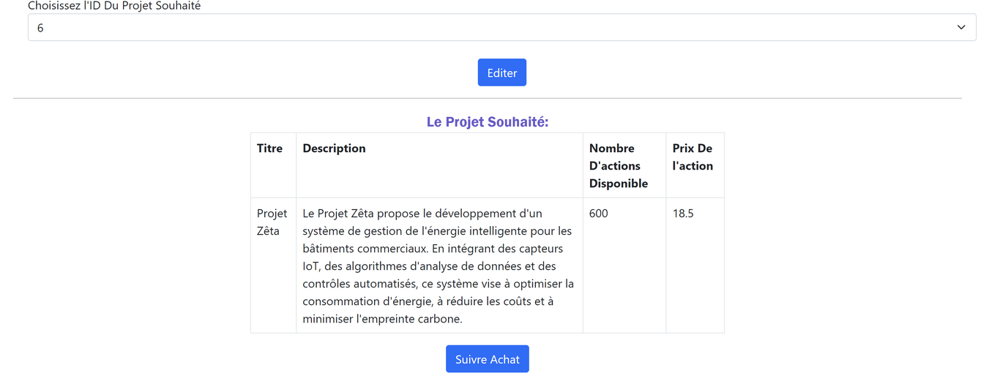 Choisissez l'ID Du Projet Souhaité
6
Editer
Le Projet Souhaité:
Titre
Description
Nombre
D'actions
Disponible
Prix De
l'action
Projet
Zêta
Le Projet Zêta propose le développement d'un
système de gestion de l'énergie intelligente pour les
bâtiments commerciaux. En intégrant des capteurs
IoT, des algorithmes d'analyse de données et des
contrôles automatisés, ce système vise à optimiser la
consommation d'énergie, à réduire les coûts et à
minimiser l'empreinte carbone.
600
18.5
Suivre Achat